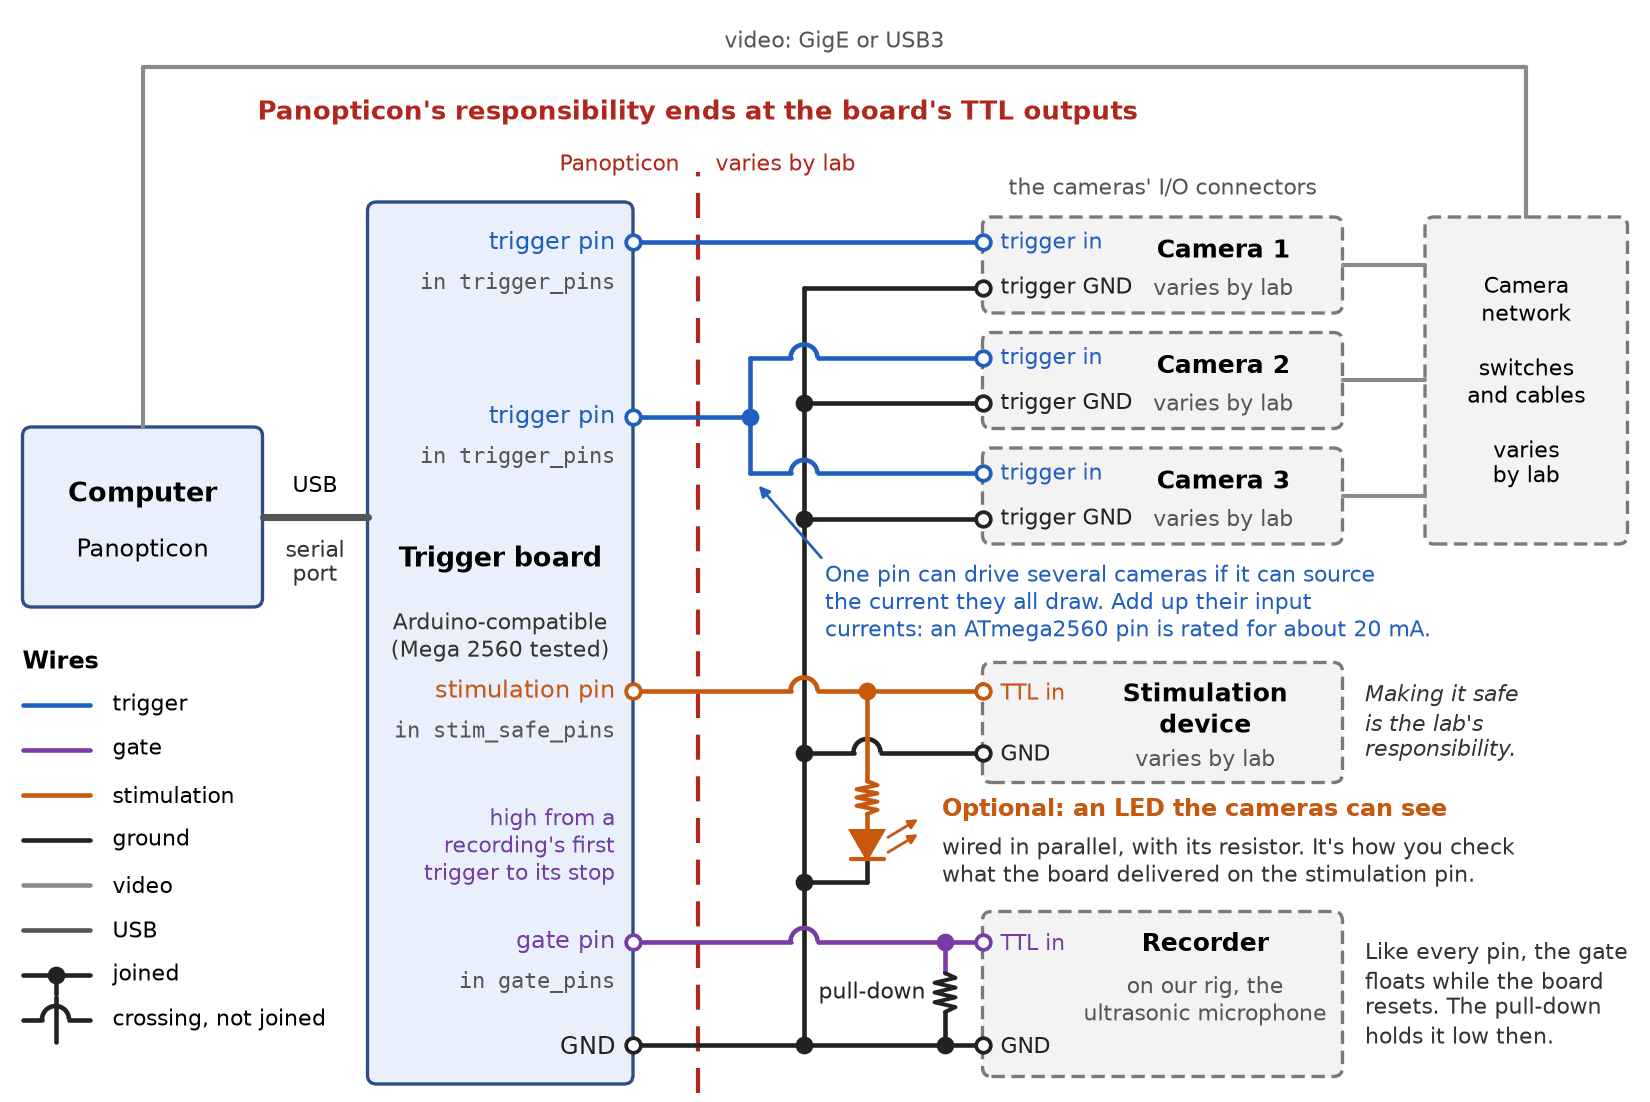 video: GigE or USB3
Panopticon's responsibility ends at the board's TTL outputs
Panopticon
varies by lab
the cameras' I/O connectors
trigger pin
in trigger_pins
trigger in
Camera 1
trigger GND
varies by lab
trigger in
Camera 2
trigger GND
varies by lab
trigger pin
in trigger_pins
trigger in
Camera 3
trigger GND
varies by lab
Camera
network
switches
and cables
varies
by lab
Computer
Panopticon
USB
serial
port
Trigger board
Arduino-compatible
(Mega 2560 tested)
One pin can drive several cameras if it can source
the current they all draw. Add up their input
currents: an ATmega2560 pin is rated for about 20 mA.
stimulation pin
in stim_safe_pins
TTL in
Stimulation
device
GND
varies by lab
Making it safe
is the lab's
responsibility.
Optional: an LED the cameras can see
wired in parallel, with its resistor. It's how you check
what the board delivered on the stimulation pin.
high from a
recording's first
trigger to its stop
gate pin
in gate_pins
TTL in
Recorder
on our rig, the
ultrasonic microphone
pull-down
GND
GND
Like every pin, the gate
floats while the board
resets. The pull-down
holds it low then.
Wires
trigger
gate
stimulation
ground
video
USB
joined
crossing, not joined